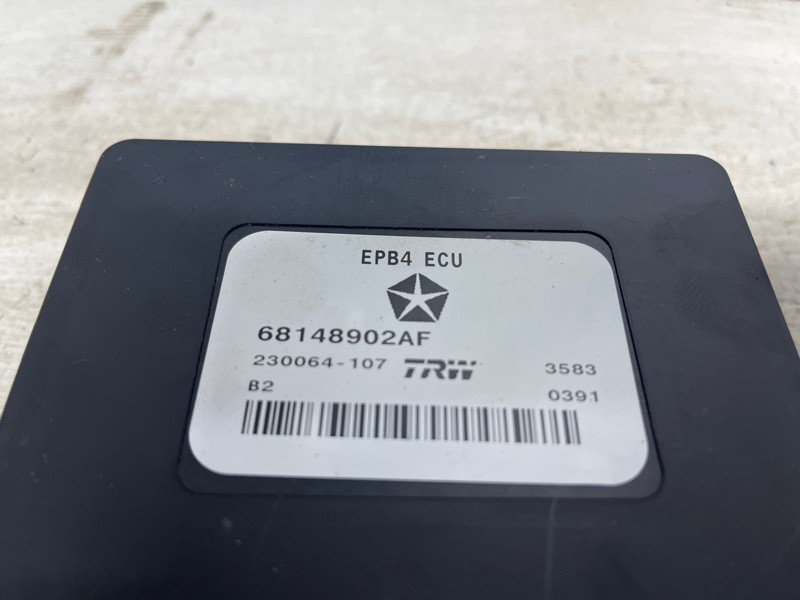 EPB4 ECU
68148902AF
230064-107 TRW 3583
B2 0391